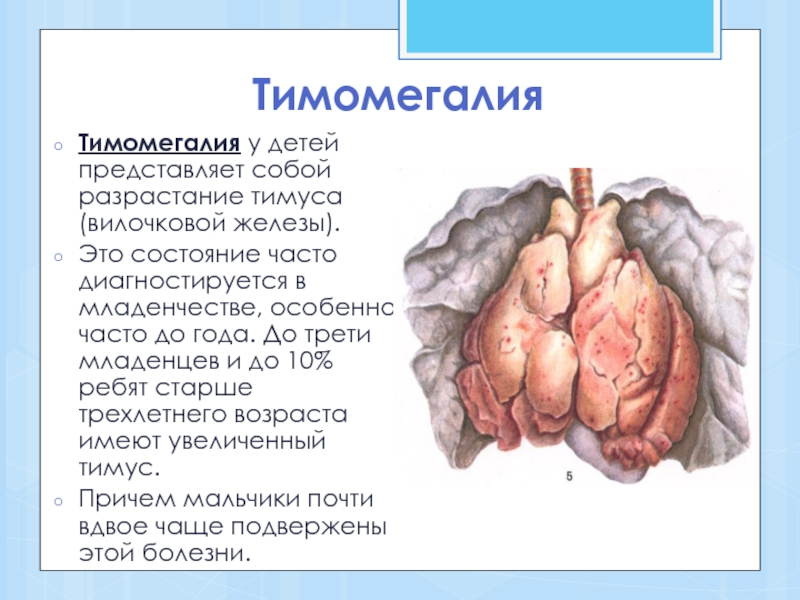 Тимомегалия
Тимомегалия у детей
представляет собой
разрастание тимуса
(вилочковой железы).
Это состояние часто
диагностируется в
младенчестве, особенно
часто до года. До трети
младенцев и до 10%
ребят старше
трехлетнего возраста
имеют увеличенный
тимус.
Причем мальчики почти
вдвое чаще подвержены
этой болезни.
5